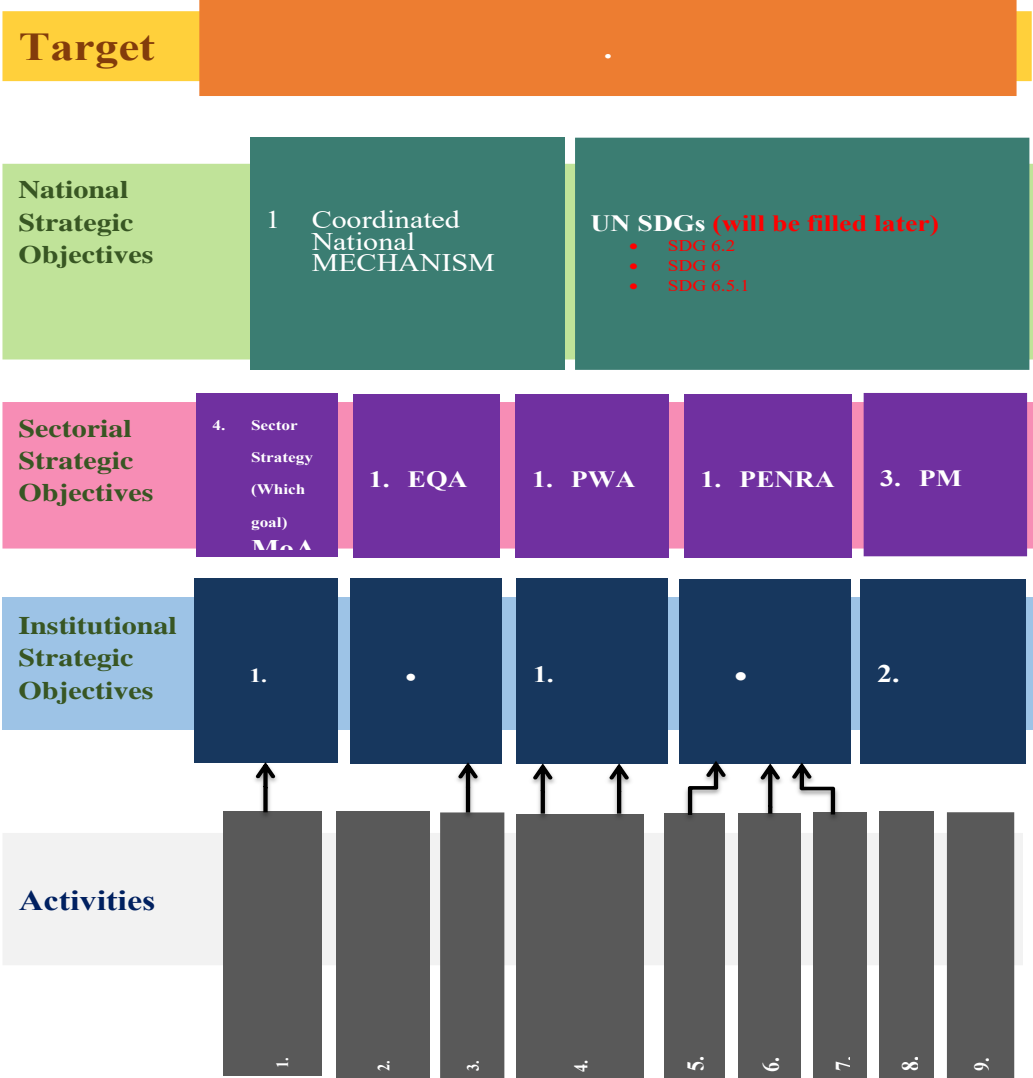 Target
•
National
Strategic
Objectives
1 Coordinated
National
MECHANISM
UN SDGs (will be filled later)
• SDG 6.2
• SDG 6
• SDG 6.5.1
Sectorial
Strategic
Objectives
4. Sector
Strategy
(Which
goal)
MoA
1. EQA
1. PWA
1. PENRA
3. PM
Institutional
Strategic
Objectives
1.
•
1.
•
2.
Activities
1.
2.
3.
4.
5.
6.
7.
8.
9.